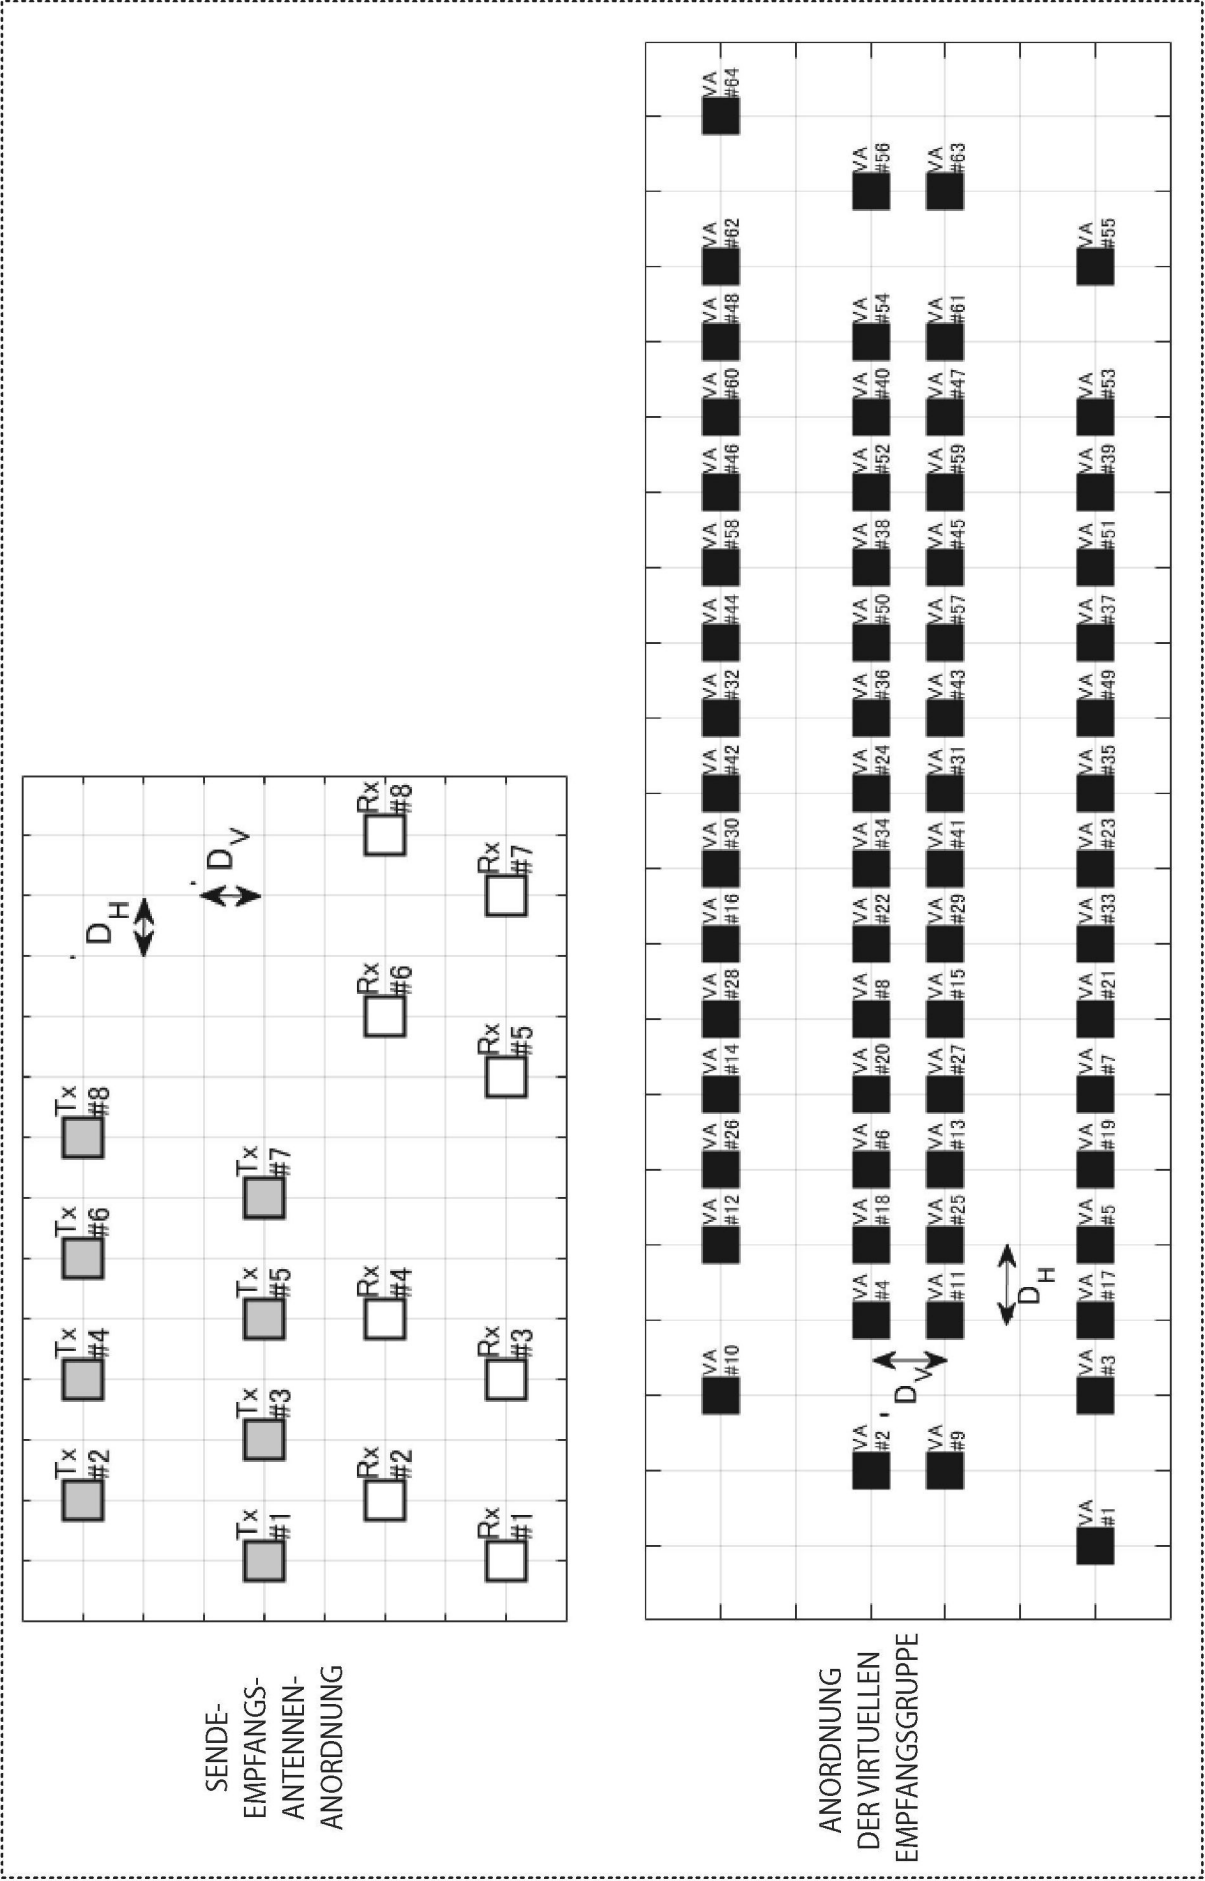 SENDE-
EMPFANGS-
ANTENNEN-
ANORDNUNG
Tx Tx Tx Tx
#2 #4 #6 #8
DH
DV
Tx Tx Tx Tx
#1 #3 #5 #7
Rx Rx Rx Rx
#2 #4 #6 #8
Rx Rx Rx Rx
#1 #3 #5 #7
ANORDNUNG
DER VIRTUELLEN
EMPFANGSGRUPPE
VA VA VA VA VA VA VA VA VA VA VA VA VA VA VA VA
#10 #12 #26 #14 #28 #16 #30 #42 #32 #44 #58 #46 #60 #48 #62 #64
VA VA VA VA VA VA VA VA VA VA VA VA VA VA VA VA
#2 #4 #18 #6 #20 #8 #22 #34 #24 #36 #50 #38 #52 #40 #54 #56
DV
VA VA VA VA VA VA VA VA VA VA VA VA VA VA VA VA
#9 #11 #25 #13 #27 #15 #29 #41 #31 #43 #57 #45 #59 #47 #61 #63
DH
VA VA VA VA VA VA VA VA VA VA VA VA VA VA VA VA
#1 #3 #17 #5 #19 #7 #21 #33 #23 #35 #49 #37 #51 #39 #53 #55